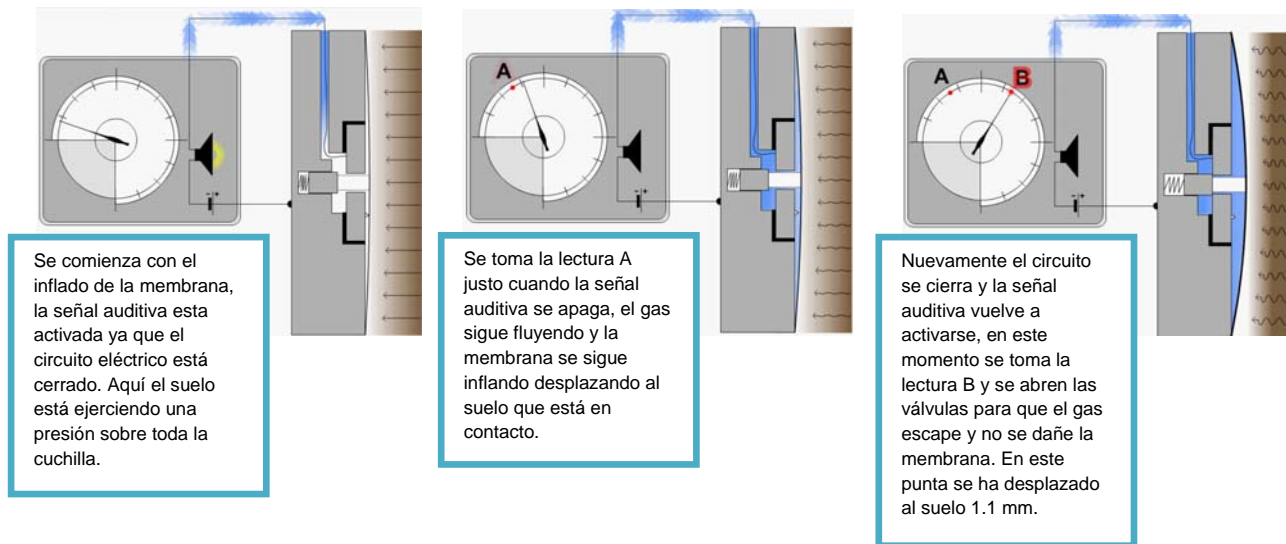 A
A
B
- +
- +
- +
Se comienza con el
inflado de la membrana,
la señal auditiva esta
activada ya que el
circuito eléctrico está
cerrado. Aquí el suelo
está ejerciendo una
presión sobre toda la
cuchilla.
Se toma la lectura A
justo cuando la señal
auditiva se apaga, el gas
sigue fluyendo y la
membrana se sigue
inflando desplazando al
suelo que está en
contacto.
Nuevamente el circuito
se cierra y la señal
auditiva vuelve a
activarse, en este
momento se toma la
lectura B y se abren las
válvulas para que el gas
escape y no se dañe la
membrana. En este
punta se ha desplazado
al suelo 1.1 mm.